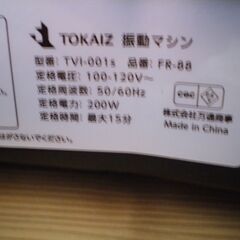 TOKAIZ 振動マシン
型番: TVI-001s 品番: FR-88
定格電圧: 100-120V~
定格周波数: 50/60Hz
定格電力: 200W
定格時間: 最大15分
株式会社万通商事
Made in China